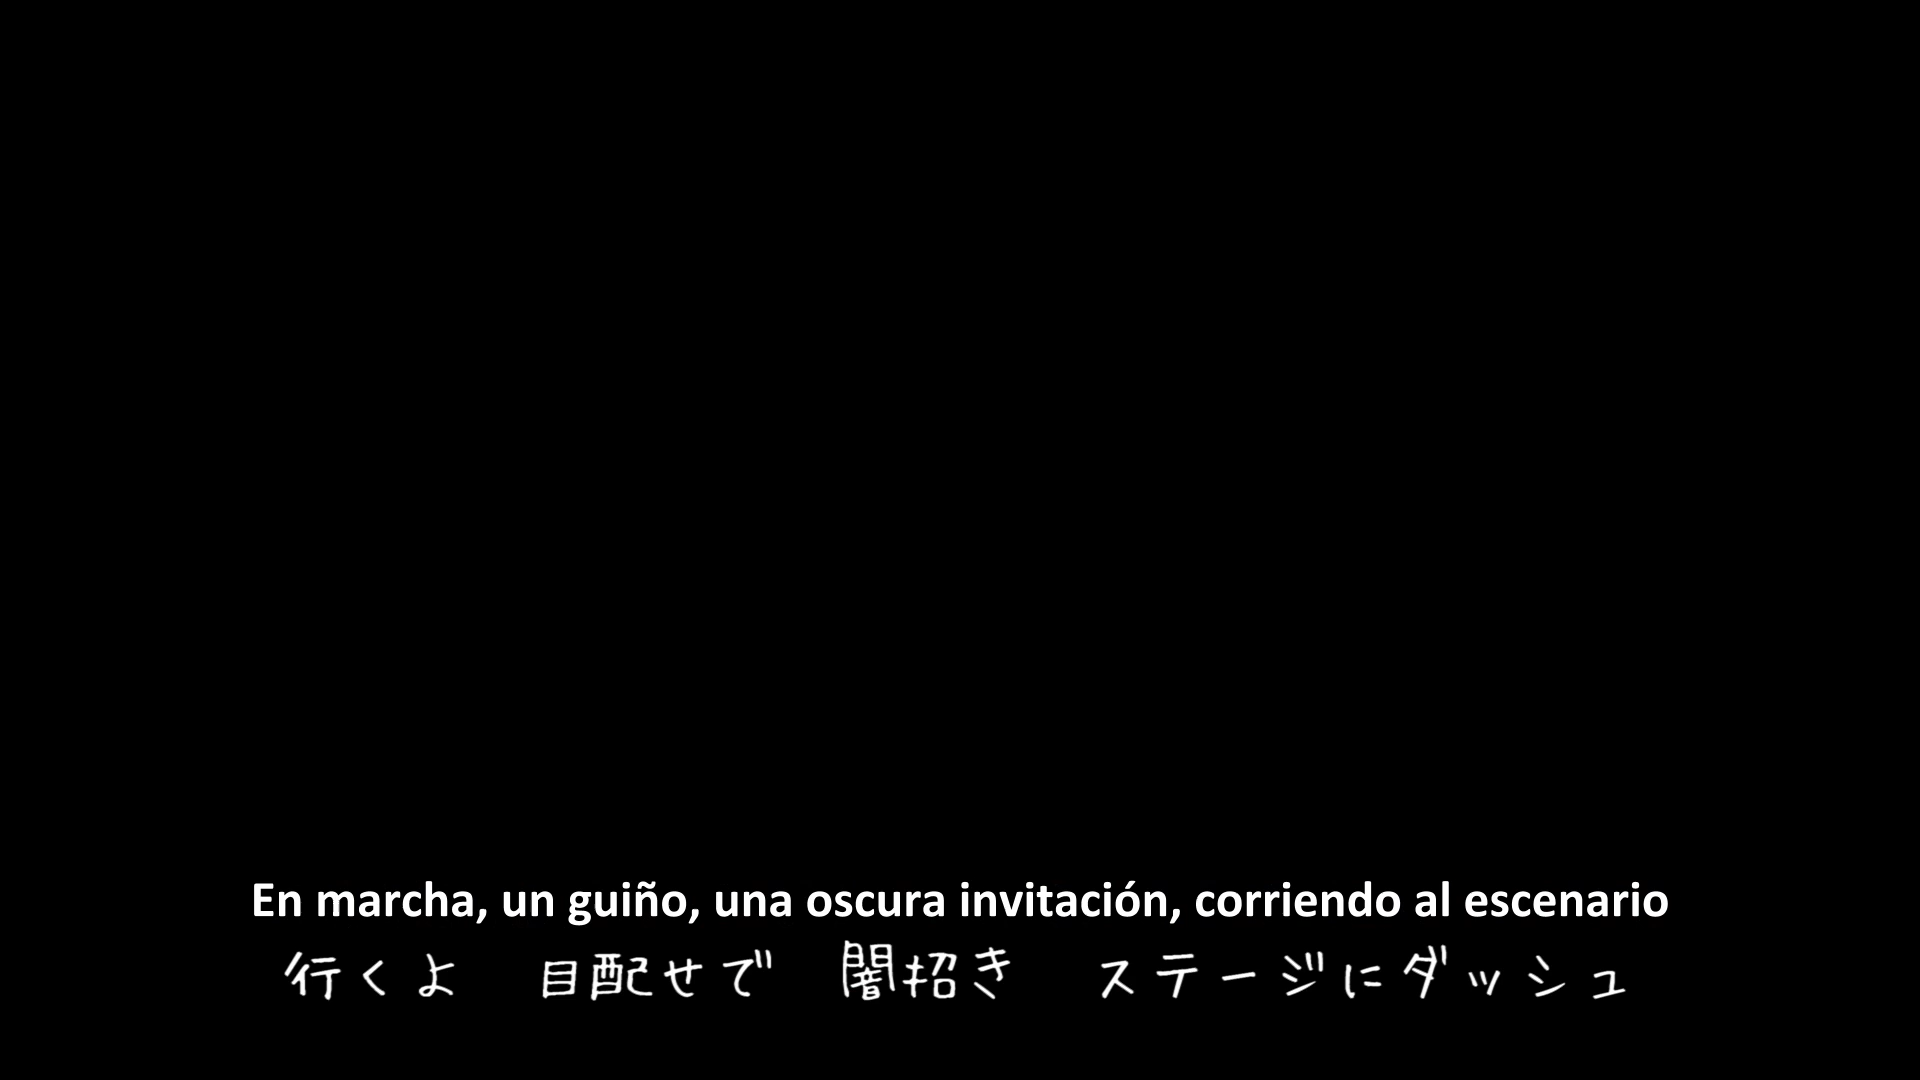 En marcha, un guiño, una oscura invitación, corriendo al escenario
行くよ　目配せで　闇招き　ステージにダッシュ